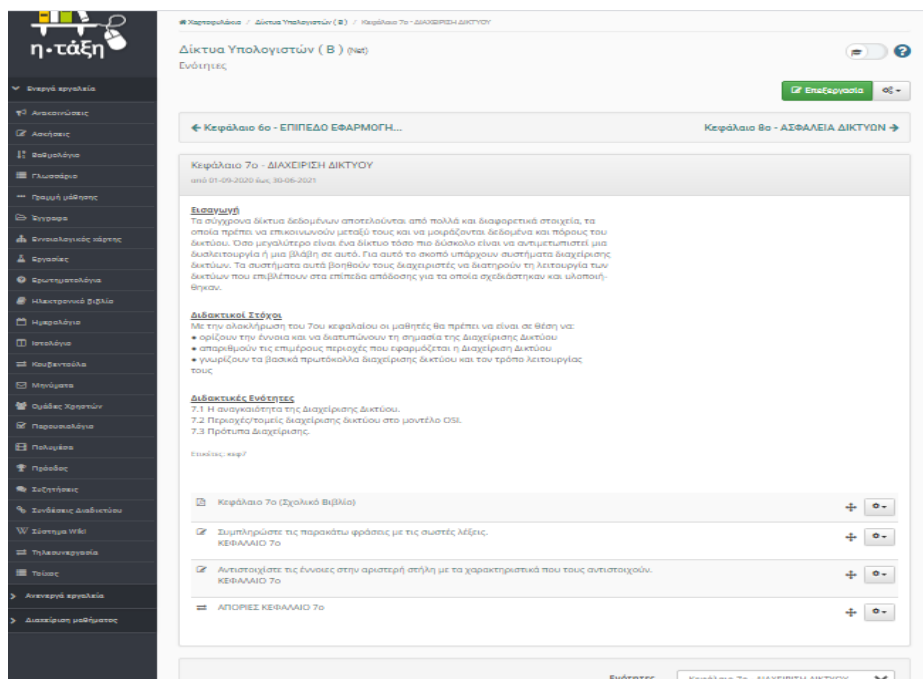 η·τάξη
Ενεργά εργαλεία
Ανακοινώσεις
Ασκήσεις
Βαθμολόγιο
Γλωσσάριο
Γραμμή μάθησης
Έγγραφα
Εννοιολογικός χάρτης
Εργασίες
Ερωτηματολόγια
Ηλεκτρονικό Βιβλίο
Ημερολόγιο
Ιστολόγιο
Κουβεντούλα
Μηνύματα
Ομάδες Χρηστών
Παρουσιολόγιο
Πολυμέσα
Πρόοδος
Συζητήσεις
Συνδέσεις Διαδικτύου
Σύστημα Wiki
Τηλεσυνεργασία
Τοίχος
Ανενεργά εργαλεία
Διαχείριση μαθήματος
Χαρτοφυλάκιο / Δίκτυα Υπολογιστών ( Β ) / Κεφάλαιο 7ο - ΔΙΑΧΕΙΡΙΣΗ ΔΙΚΤΥΟΥ
Δίκτυα Υπολογιστών ( Β ) (Net)
Ενότητες
Επεξεργασία
← Κεφάλαιο 6ο - ΕΠΙΠΕΔΟ ΕΦΑΡΜΟΓΗ... Κεφάλαιο 8ο - ΑΣΦΑΛΕΙΑ ΔΙΚΤΥΩΝ →
Κεφάλαιο 7ο - ΔΙΑΧΕΙΡΙΣΗ ΔΙΚΤΥΟΥ
από 01-09-2020 έως 30-06-2021
Εισαγωγή
Τα σύγχρονα δίκτυα δεδομένων αποτελούνται από πολλά και διαφορετικά στοιχεία, τα
οποία πρέπει να επικοινωνούν μεταξύ τους και να μοιράζονται δεδομένα και πόρους του
δικτύου. Όσο μεγαλύτερο είναι ένα δίκτυο τόσο πιο δύσκολο είναι να αντιμετωπιστεί μια
δυσλειτουργία ή μια βλάβη σε αυτό. Για αυτό το σκοπό υπάρχουν συστήματα διαχείρισης
δικτύων. Τα συστήματα αυτά βοηθούν τους διαχειριστές να διατηρούν τη λειτουργία των
δικτύων που επιβλέπουν στα επίπεδα απόδοσης για τα οποία σχεδιάστηκαν και υλοποιή-
θηκαν.
Διδακτικοί Στόχοι
Με την ολοκλήρωση του 7ου κεφαλαίου οι μαθητές θα πρέπει να είναι σε θέση να:
● ορίζουν την έννοια και να διατυπώνουν τη σημασία της Διαχείρισης Δικτύου
● απαριθμούν τις επιμέρους περιοχές που εφαρμόζεται η Διαχείριση Δικτύου
● γνωρίζουν τα βασικά πρωτόκολλα διαχείρισης δικτύου και τον τρόπο λειτουργίας
τους
Διδακτικές Ενότητες
7.1 Η αναγκαιότητα της Διαχείρισης Δικτύου.
7.2 Περιοχές/τομείς διαχείρισης δικτύου στο μοντέλο OSI.
7.3 Πρότυπα Διαχείρισης.
Ετικέτες: κεφ7
Κεφάλαιο 7ο (Σχολικό Βιβλίο)
Συμπληρώστε τις παρακάτω φράσεις με τις σωστές λέξεις.
ΚΕΦΑΛΑΙΟ 7ο
Αντιστοιχίστε τις έννοιες στην αριστερή στήλη με τα χαρακτηριστικά που τους αντιστοιχούν.
ΚΕΦΑΛΑΙΟ 7ο
ΑΠΟΡΙΕΣ ΚΕΦΑΛΑΙΟ 7ο
Ενότητες Κεφάλαιο 7ο - ΔΙΑΧΕΙΡΙΣΗ ΔΙΚΤΥΟΥ